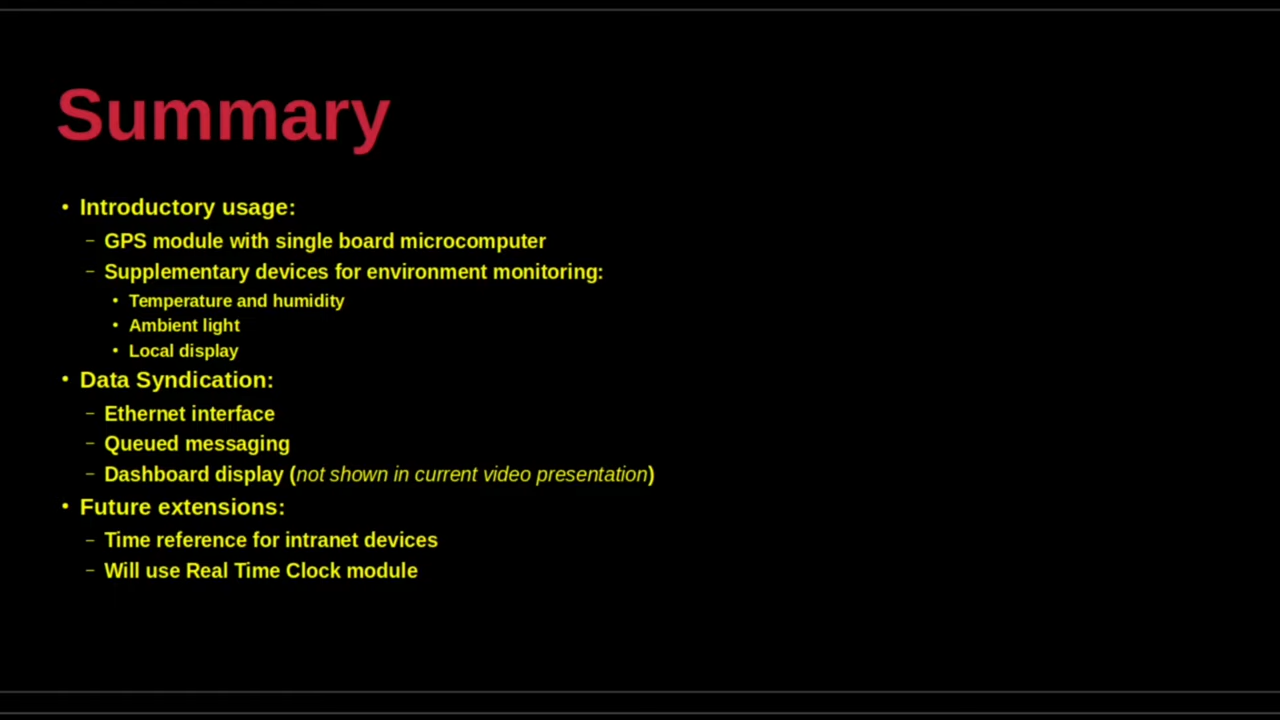 Summary
• Introductory usage:
– GPS module with single board microcomputer
– Supplementary devices for environment monitoring:
• Temperature and humidity
• Ambient light
• Local display
• Data Syndication:
– Ethernet interface
– Queued messaging
– Dashboard display (not shown in current video presentation)
• Future extensions:
– Time reference for intranet devices
– Will use Real Time Clock module